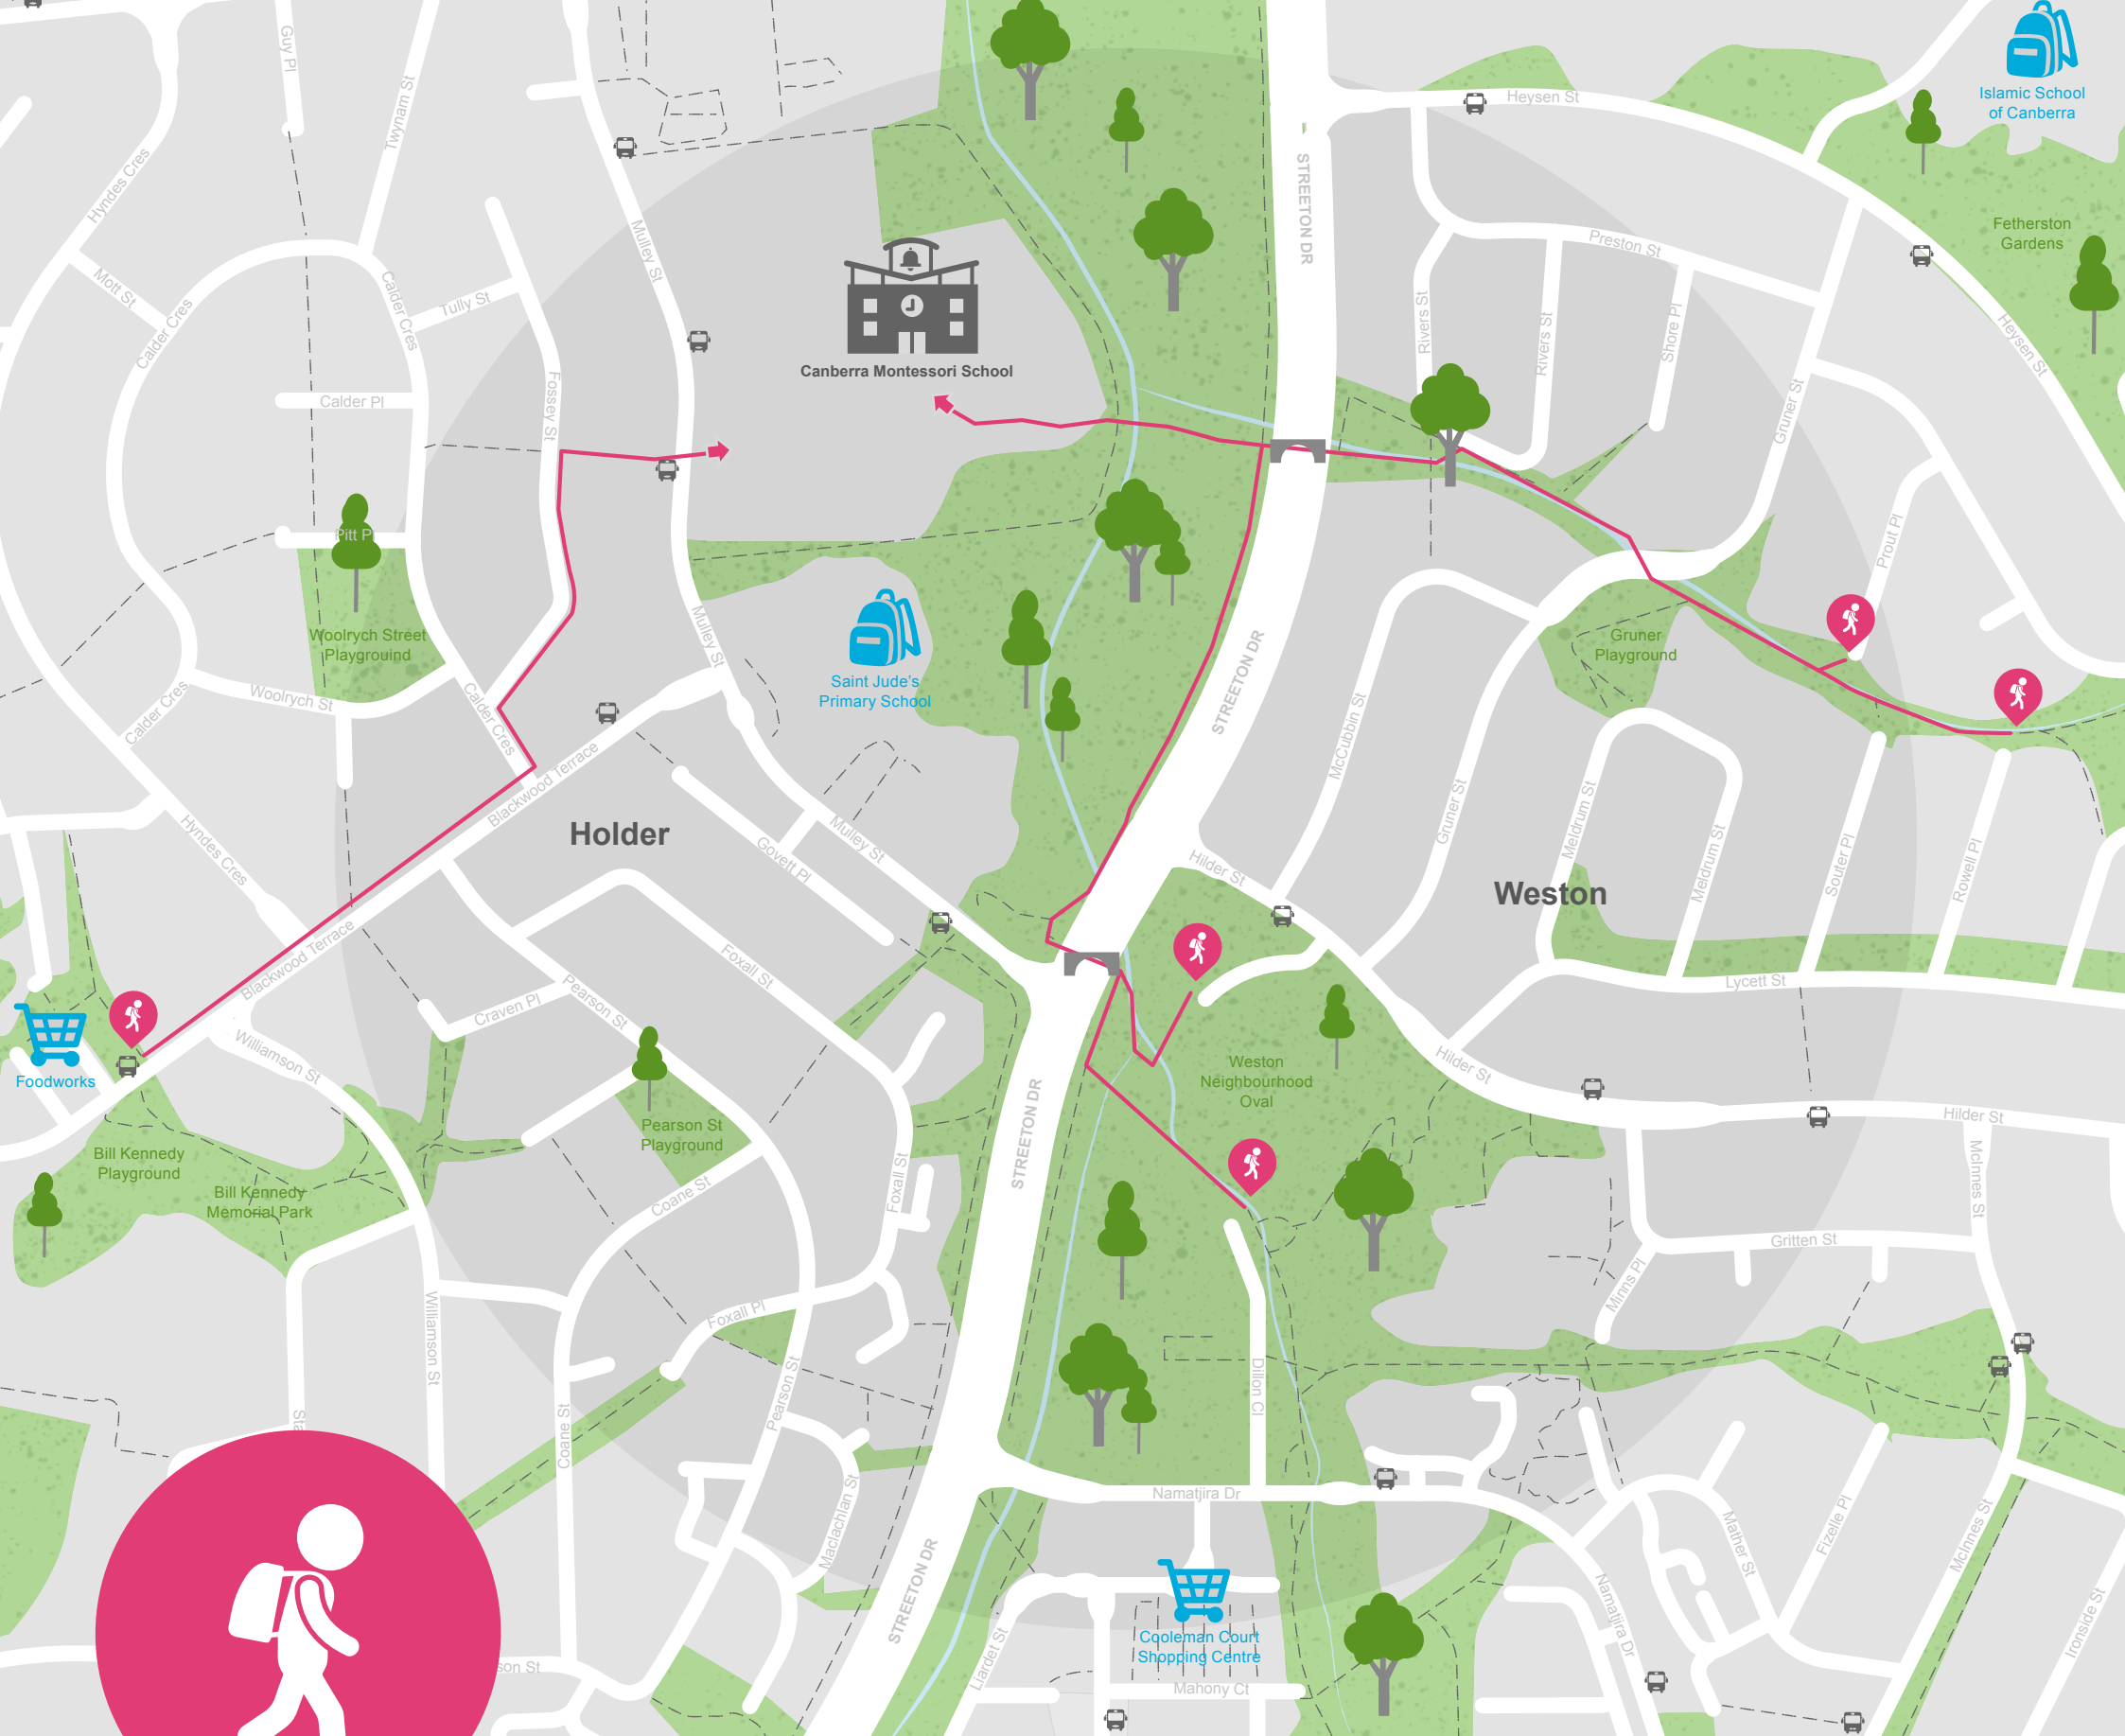 Guy Pl
Twynam St
Hyndes Cres
Mott St
Calder Cres
Calder Cres
Tully St
Mulley St
Canberra Montessori School
STREETON DR
Heysen St
Islamic School
of Canberra
Fetherston
Gardens
Preston St
Rivers St
Rivers St
Shore Pl
Heysen St
Gruner St
Calder Pl
Fossey St
Pitt P
Prout Pl
Woolrych Street
Playground
Mulley St
Saint Jude's
Primary School
STREETON DR
Gruner
Playground
Woolrych St
Calder Cres
Calder Cres
Blackwood Terrace
McCubbin St
Gruner St
Meldrum St
Meldrum St
Souter Pl
Rowell Pl
Hyndes Cres
Holder
Govett Pl
Mulley St
Hilder St
Weston
Blackwood Terrace
Foxall St
Lycett St
Pearson St
Craven Pl
Williamson St
Foodworks
Weston
Neighbourhood
Oval
Hilder St
Hilder St
STREETON DR
Pearson St
Playground
Bill Kennedy
Playground
Bill Kennedy
Memorial Park
Coane St
Foxall St
McInnes St
Gritten St
Minns Pl
Williamson St
Foxall Pl
Pearson St
Dillon Cl
Coane St
Maclachlan St
Namatjira Dr
STREETON DR
Mather St
Fizelle Pl
McInnes St
Namatjira Dr
Ironside St
Liardet St
Cooleman Court
Shopping Centre
Mahony Ct
son St